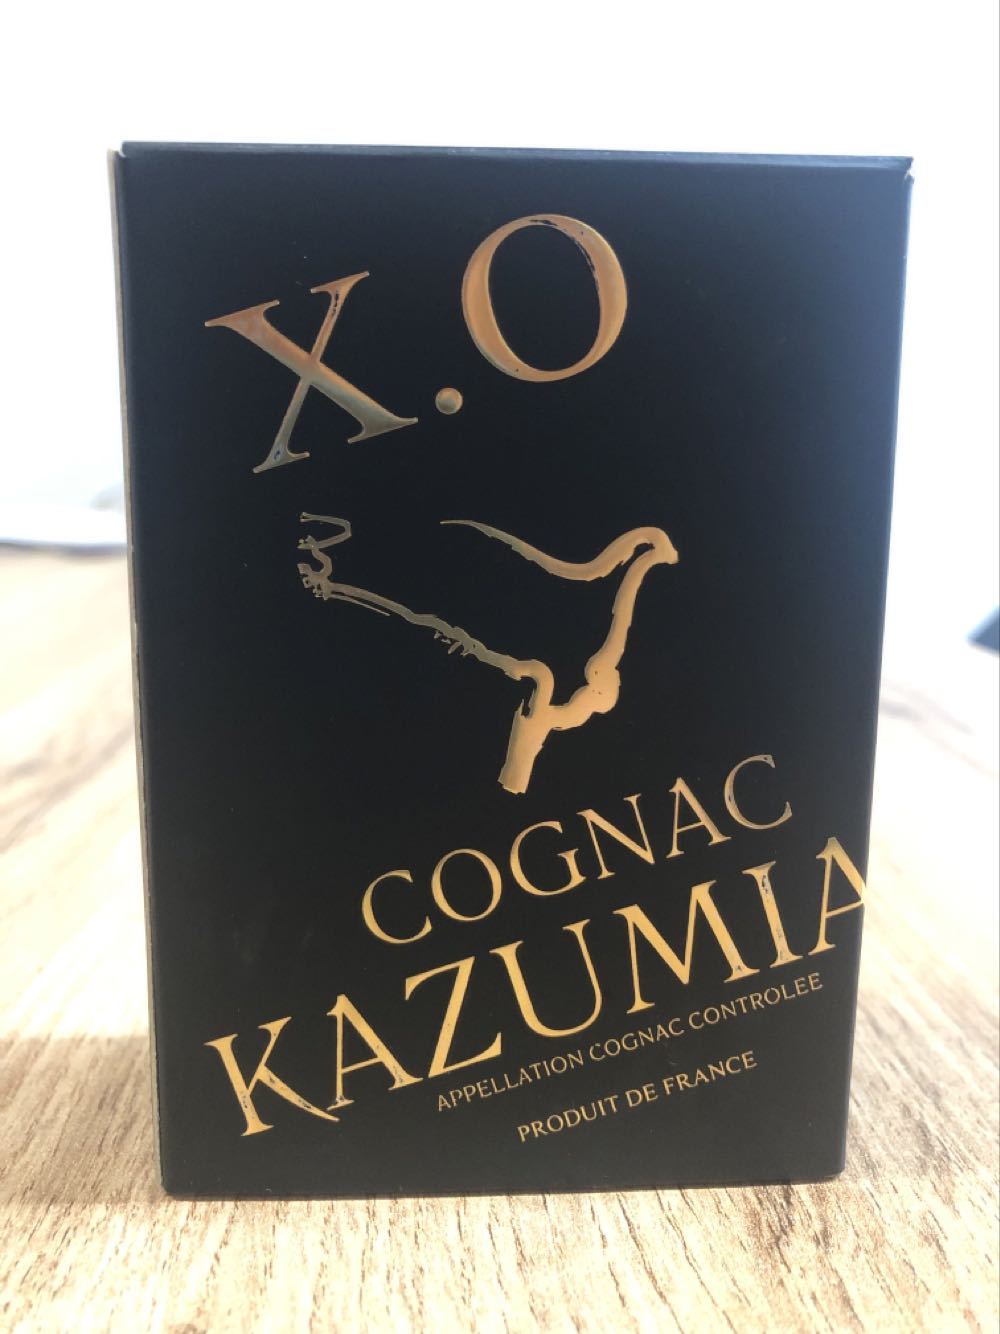 X.O
COGNAC
KAZUMIA
APPELLATION COGNAC CONTROLEE
PRODUIT DE FRANCE